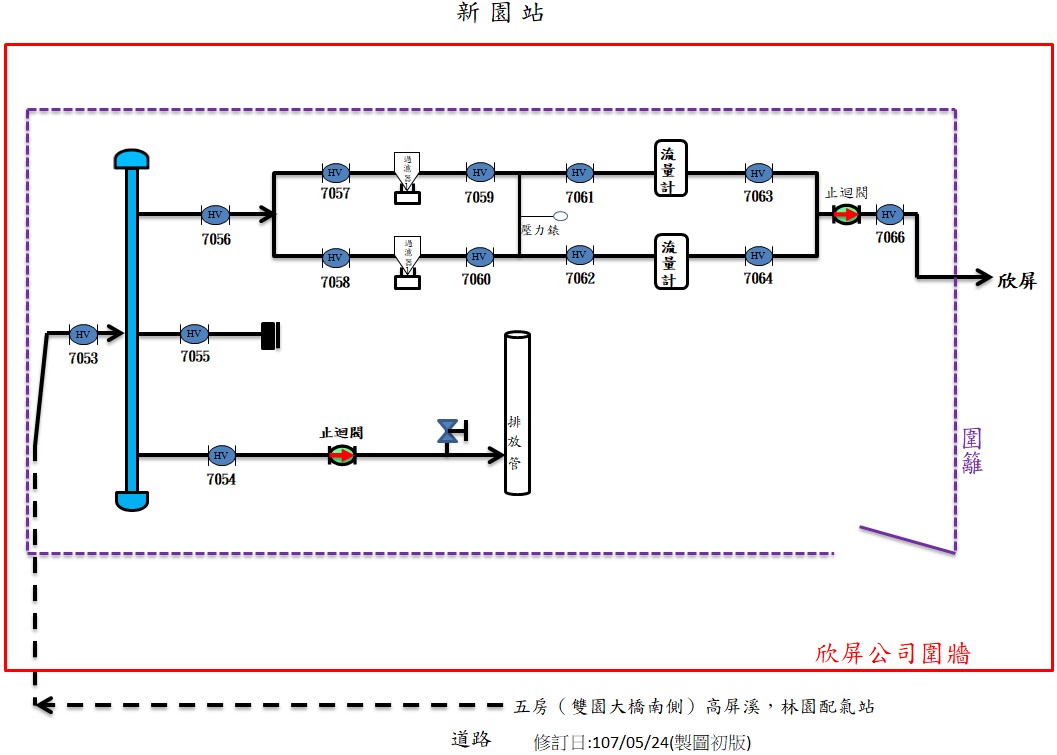 新園站
HV
7057
過濾器
HV
7059
HV
7061
流量計
HV
7063
HV
7056
壓力錶
止迴閥
HV
7066
HV
7058
過濾器
HV
7060
HV
7062
流量計
HV
7064
欣屏
HV
7053
HV
7055
HV
7054
止迴閥
排放管
圍籬
欣屏公司圍牆
五房（雙園大橋南側）高屏溪，林園配氣站
道路
修訂日:107/05/24(製圖初版)